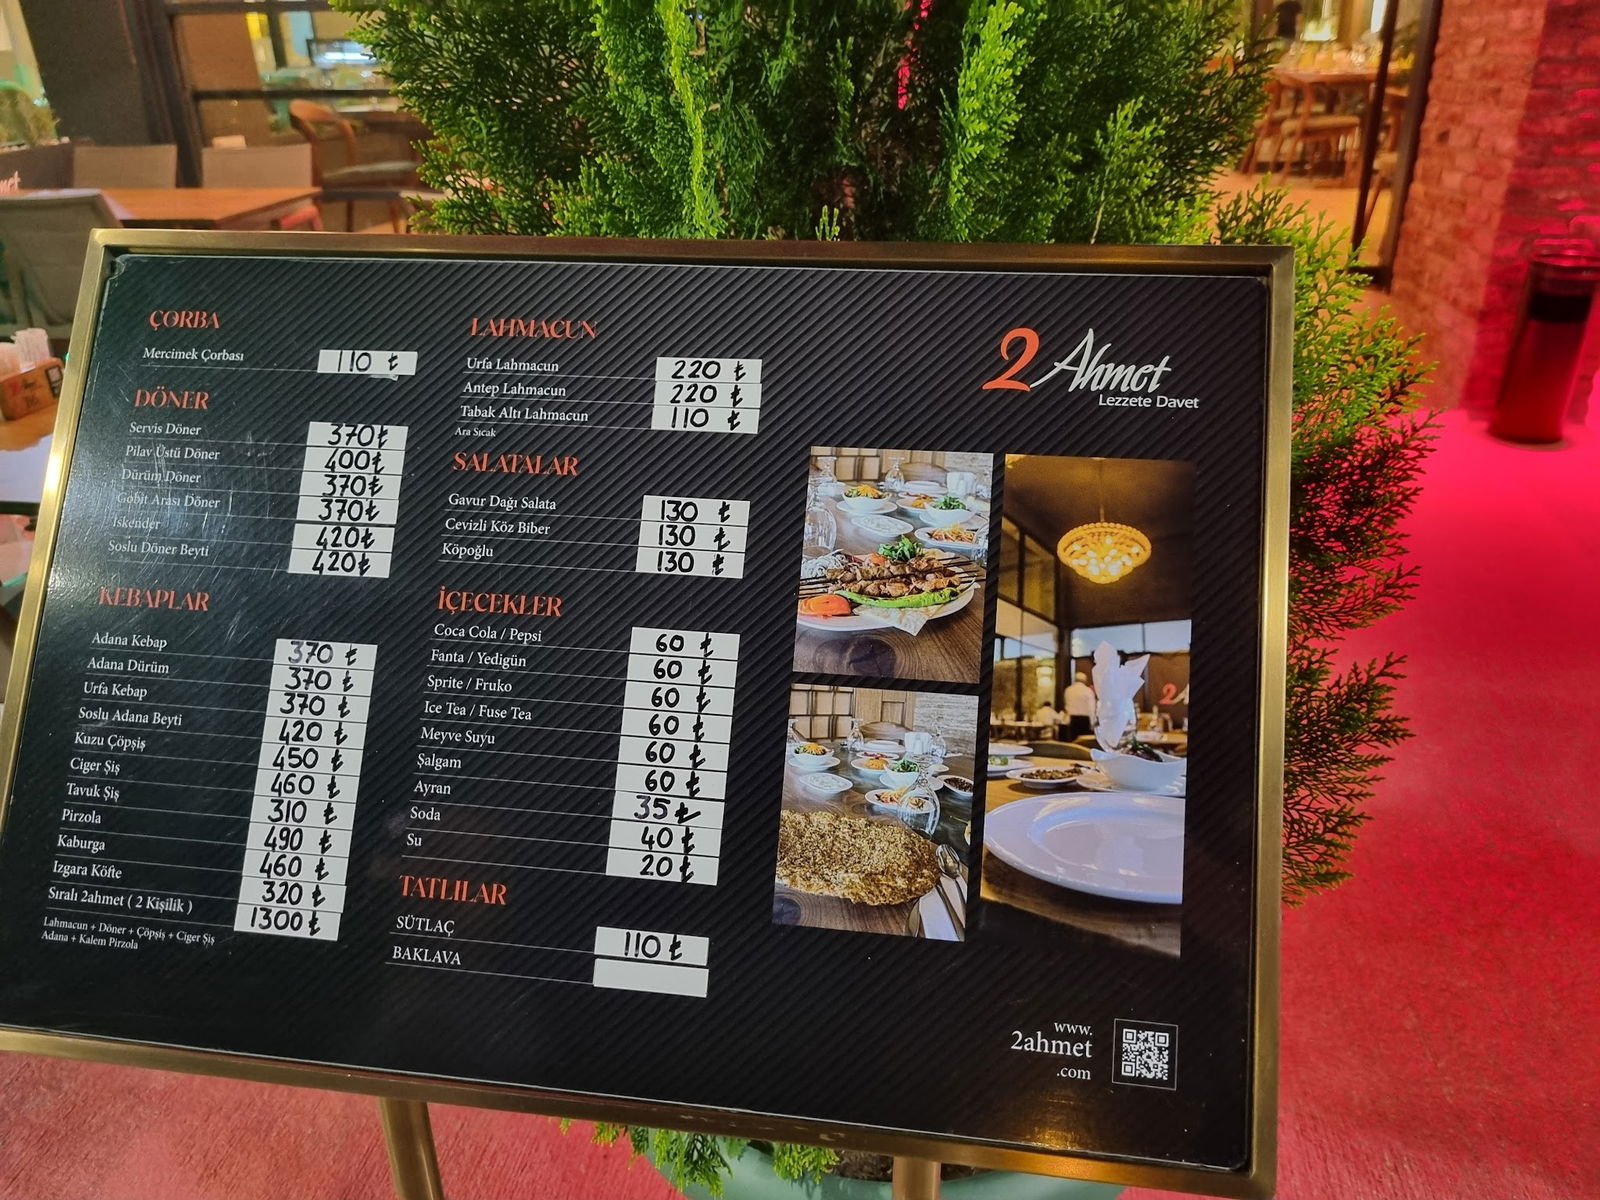 ÇORBA
Mercimek Çorbası 110 ₺
DÖNER
Servis Döner 370₺
Pilav Üstü Döner 400₺
Dürüm Döner 370₺
Gobit Arası Döner 370₺
İskender 420₺
Soslu Döner Beyti 420₺
KEBAPLAR
Adana Kebap 370 ₺
Adana Dürüm 370 ₺
Urfa Kebap 370 ₺
Soslu Adana Beyti 420 ₺
Kuzu Çöpşiş 450 ₺
Ciger Şiş 460 ₺
Tavuk Şiş 310 ₺
Pirzola 490 ₺
Kaburga 460 ₺
Izgara Köfte 320 ₺
Sıralı 2ahmet ( 2 Kişilik ) 1300 ₺
Lahmacun + Döner + Çöpşiş + Ciger Şiş
Adana + Kalem Pirzola
LAHMACUN
Urfa Lahmacun 220 ₺
Antep Lahmacun 220 ₺
Tabak Altı Lahmacun 110 ₺
Ara Sıcak
SALATALAR
Gavur Dağı Salata 130 ₺
Cevizli Köz Biber 130 ₺
Köpoğlu 130 ₺
İÇECEKLER
Coca Cola / Pepsi 60 ₺
Fanta / Yedigün 60 ₺
Sprite / Fruko 60 ₺
Ice Tea / Fuse Tea 60 ₺
Meyve Suyu 60 ₺
Şalgam 60 ₺
Ayran 35 ₺
Soda 40 ₺
Su 20 ₺
TATLILAR
SÜTLAÇ 110 ₺
BAKLAVA
2 Ahmet
Lezzete Davet
www.
2ahmet
.com